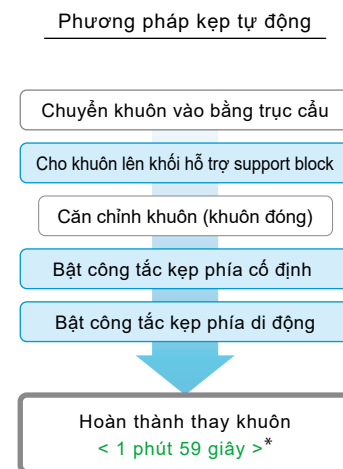 Phương pháp kẹp tự động
Chuyển khuôn vào bằng trục cẩu
Cho khuôn lên khối hỗ trợ support block
Căn chỉnh khuôn (khuôn đóng)
Bật công tắc kẹp phía cố định
Bật công tắc kẹp phía di động
Hoàn thành thay khuôn
< 1 phút 59 giây >*